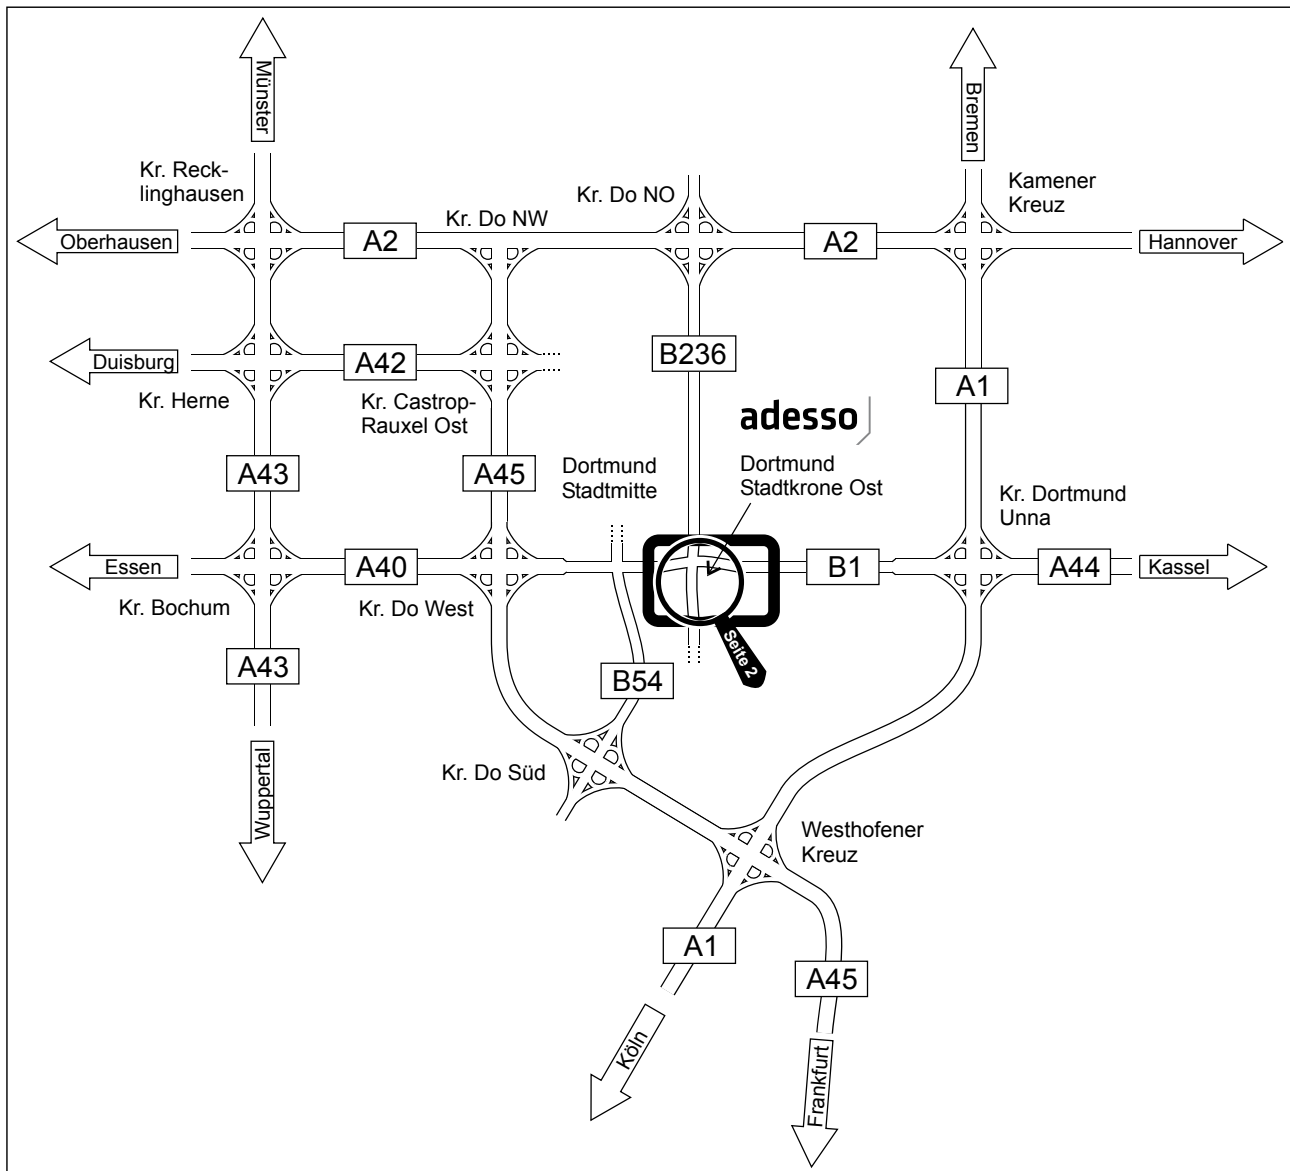 Münster
Bremen
Kr. Reck-
linghausen
Kr. Do NW
Kr. Do NO
Kamener
Kreuz
Oberhausen
A2
A2
Hannover
Duisburg
A42
B236
Kr. Herne
Kr. Castrop-
Rauxel Ost
A1
adesso
A43
A45
Dortmund
Stadtmitte
Dortmund
Stadtkrone Ost
Kr. Dortmund
Unna
Essen
A40
B1
A44
Kassel
Kr. Bochum
Kr. Do West
A43
B54
Seite 2
Wuppertal
Kr. Do Süd
Westhofener
Kreuz
A1
A45
Köln
Frankfurt